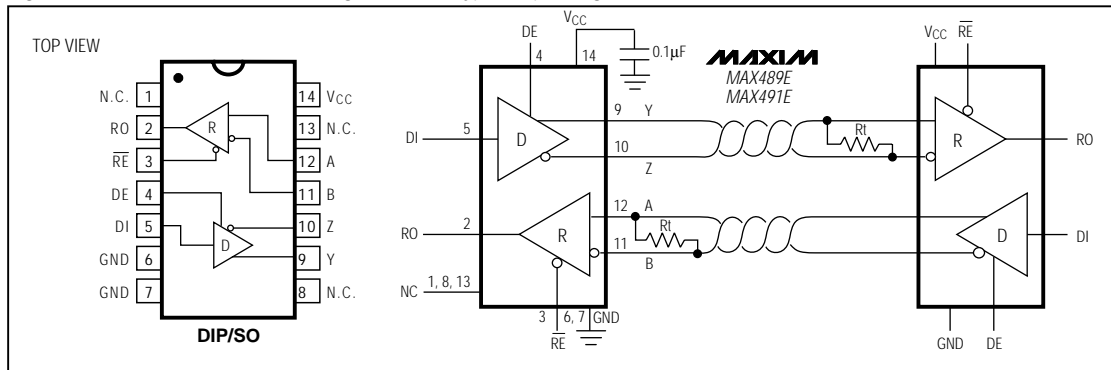 TOP VIEW
N.C. 1
RO 2
RE 3
DE 4
DI 5
GND 6
GND 7
14 VCC
13 N.C.
12 A
11 B
10 Z
9 Y
8 N.C.
R
D
DIP/SO
DE
4
VCC
14
0.1µF
MAXIM
MAX489E
MAX491E
DI 5
D
9 Y
10
Z
Rt
RO 2
R
12 A
Rt
11
B
NC 1, 8, 13
3 6, 7 GND
RE
VCC RE
R
RO
D
DI
GND DE